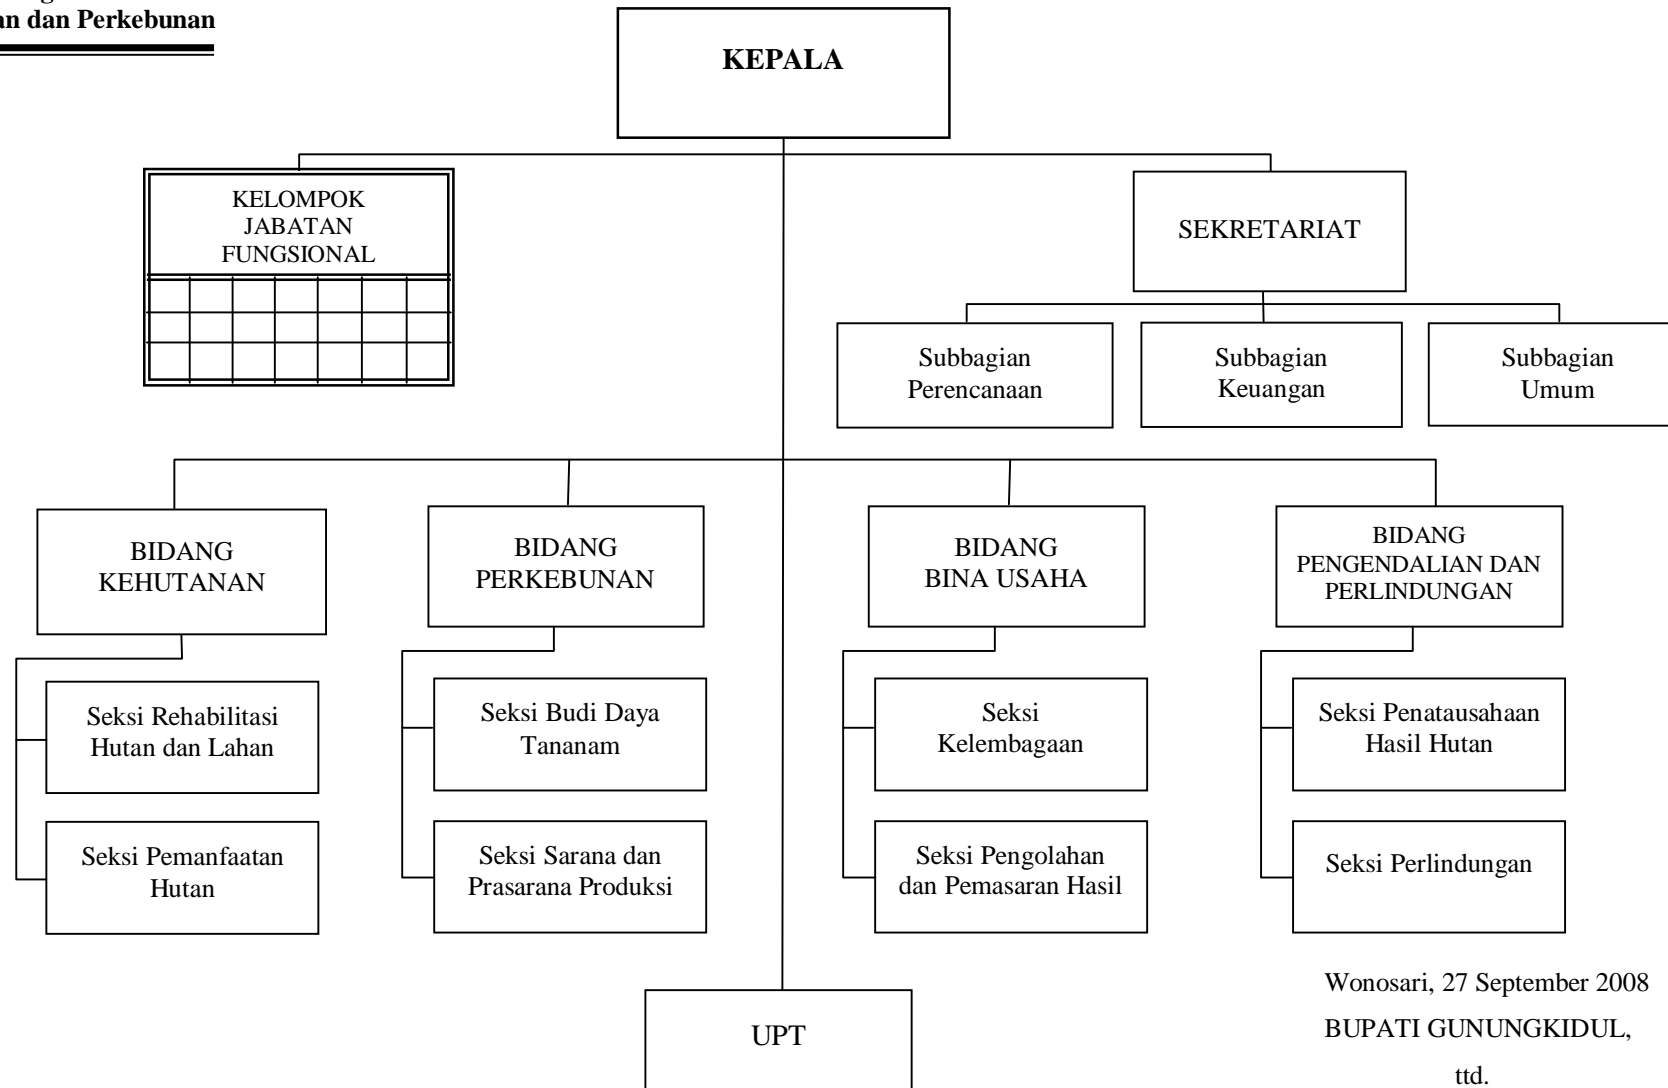 an dan Perkebunan
KEPALA
KELOMPOK
JABATAN
FUNGSIONAL
SEKRETARIAT
Subbagian
Perencanaan
Subbagian
Keuangan
Subbagian
Umum
BIDANG
KEHUTANAN
BIDANG
PERKEBUNAN
BIDANG
BINA USAHA
BIDANG
PENGENDALIAN DAN
PERLINDUNGAN
Seksi Rehabilitasi
Hutan dan Lahan
Seksi Budi Daya
Tananam
Seksi
Kelembagaan
Seksi Penatausahaan
Hasil Hutan
Seksi Pemanfaatan
Hutan
Seksi Sarana dan
Prasarana Produksi
Seksi Pengolahan
dan Pemasaran Hasil
Seksi Perlindungan
UPT
Wonosari, 27 September 2008
BUPATI GUNUNGKIDUL,
ttd.